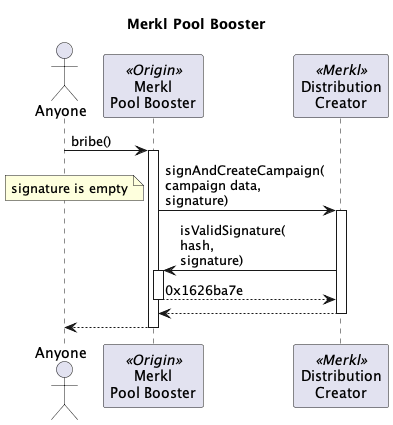 Merkl Pool Booster
Anyone
«Origin»
Merkl
Pool Booster
«Merkl»
Distribution
Creator
bribe()
signature is empty
signAndCreateCampaign(
campaign data,
signature)
isValidSignature(
hash,
signature)
0x1626ba7e
Anyone
«Origin»
Merkl
Pool Booster
«Merkl»
Distribution
Creator